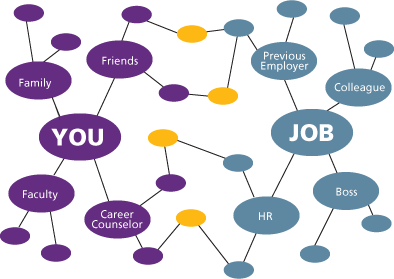 Friends
Previous
Employer
Family
Colleague
YOU
JOB
Faculty
Boss
Career
Counselor
HR